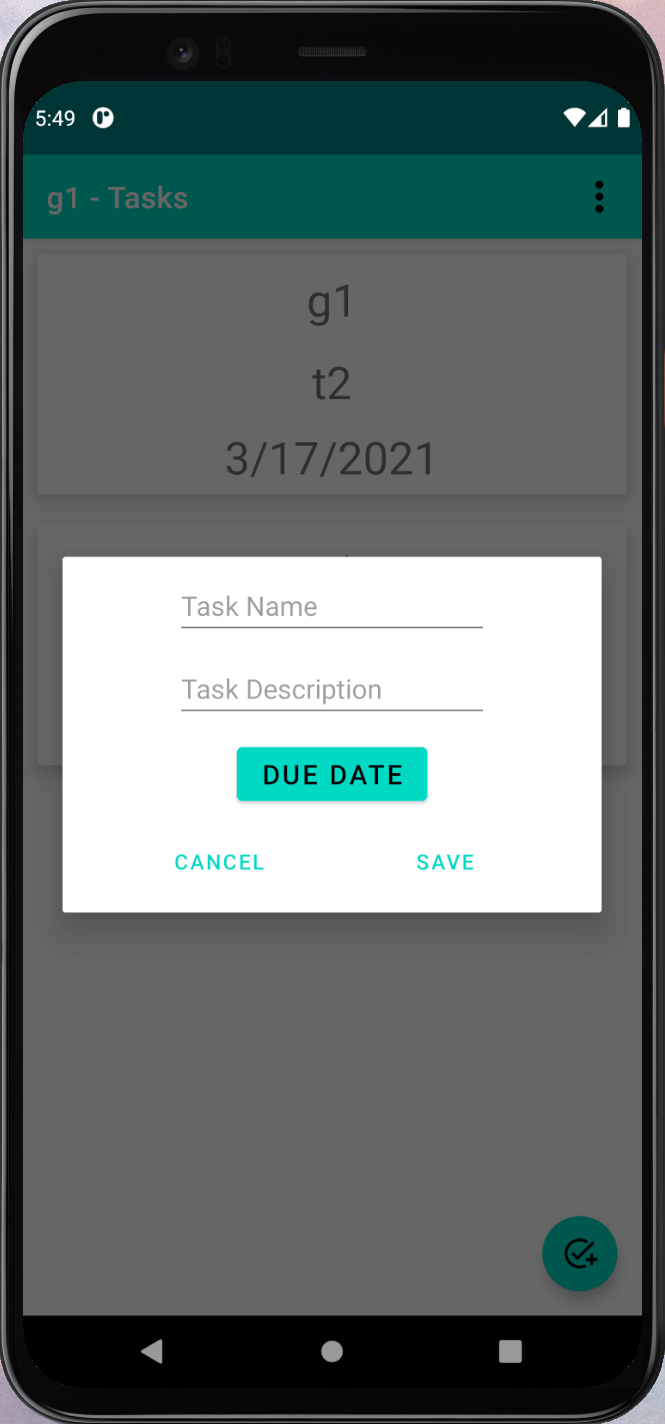 5:49
g1 - Tasks
g1
t2
3/17/2021
Task Name
Task Description
DUE DATE
CANCEL SAVE